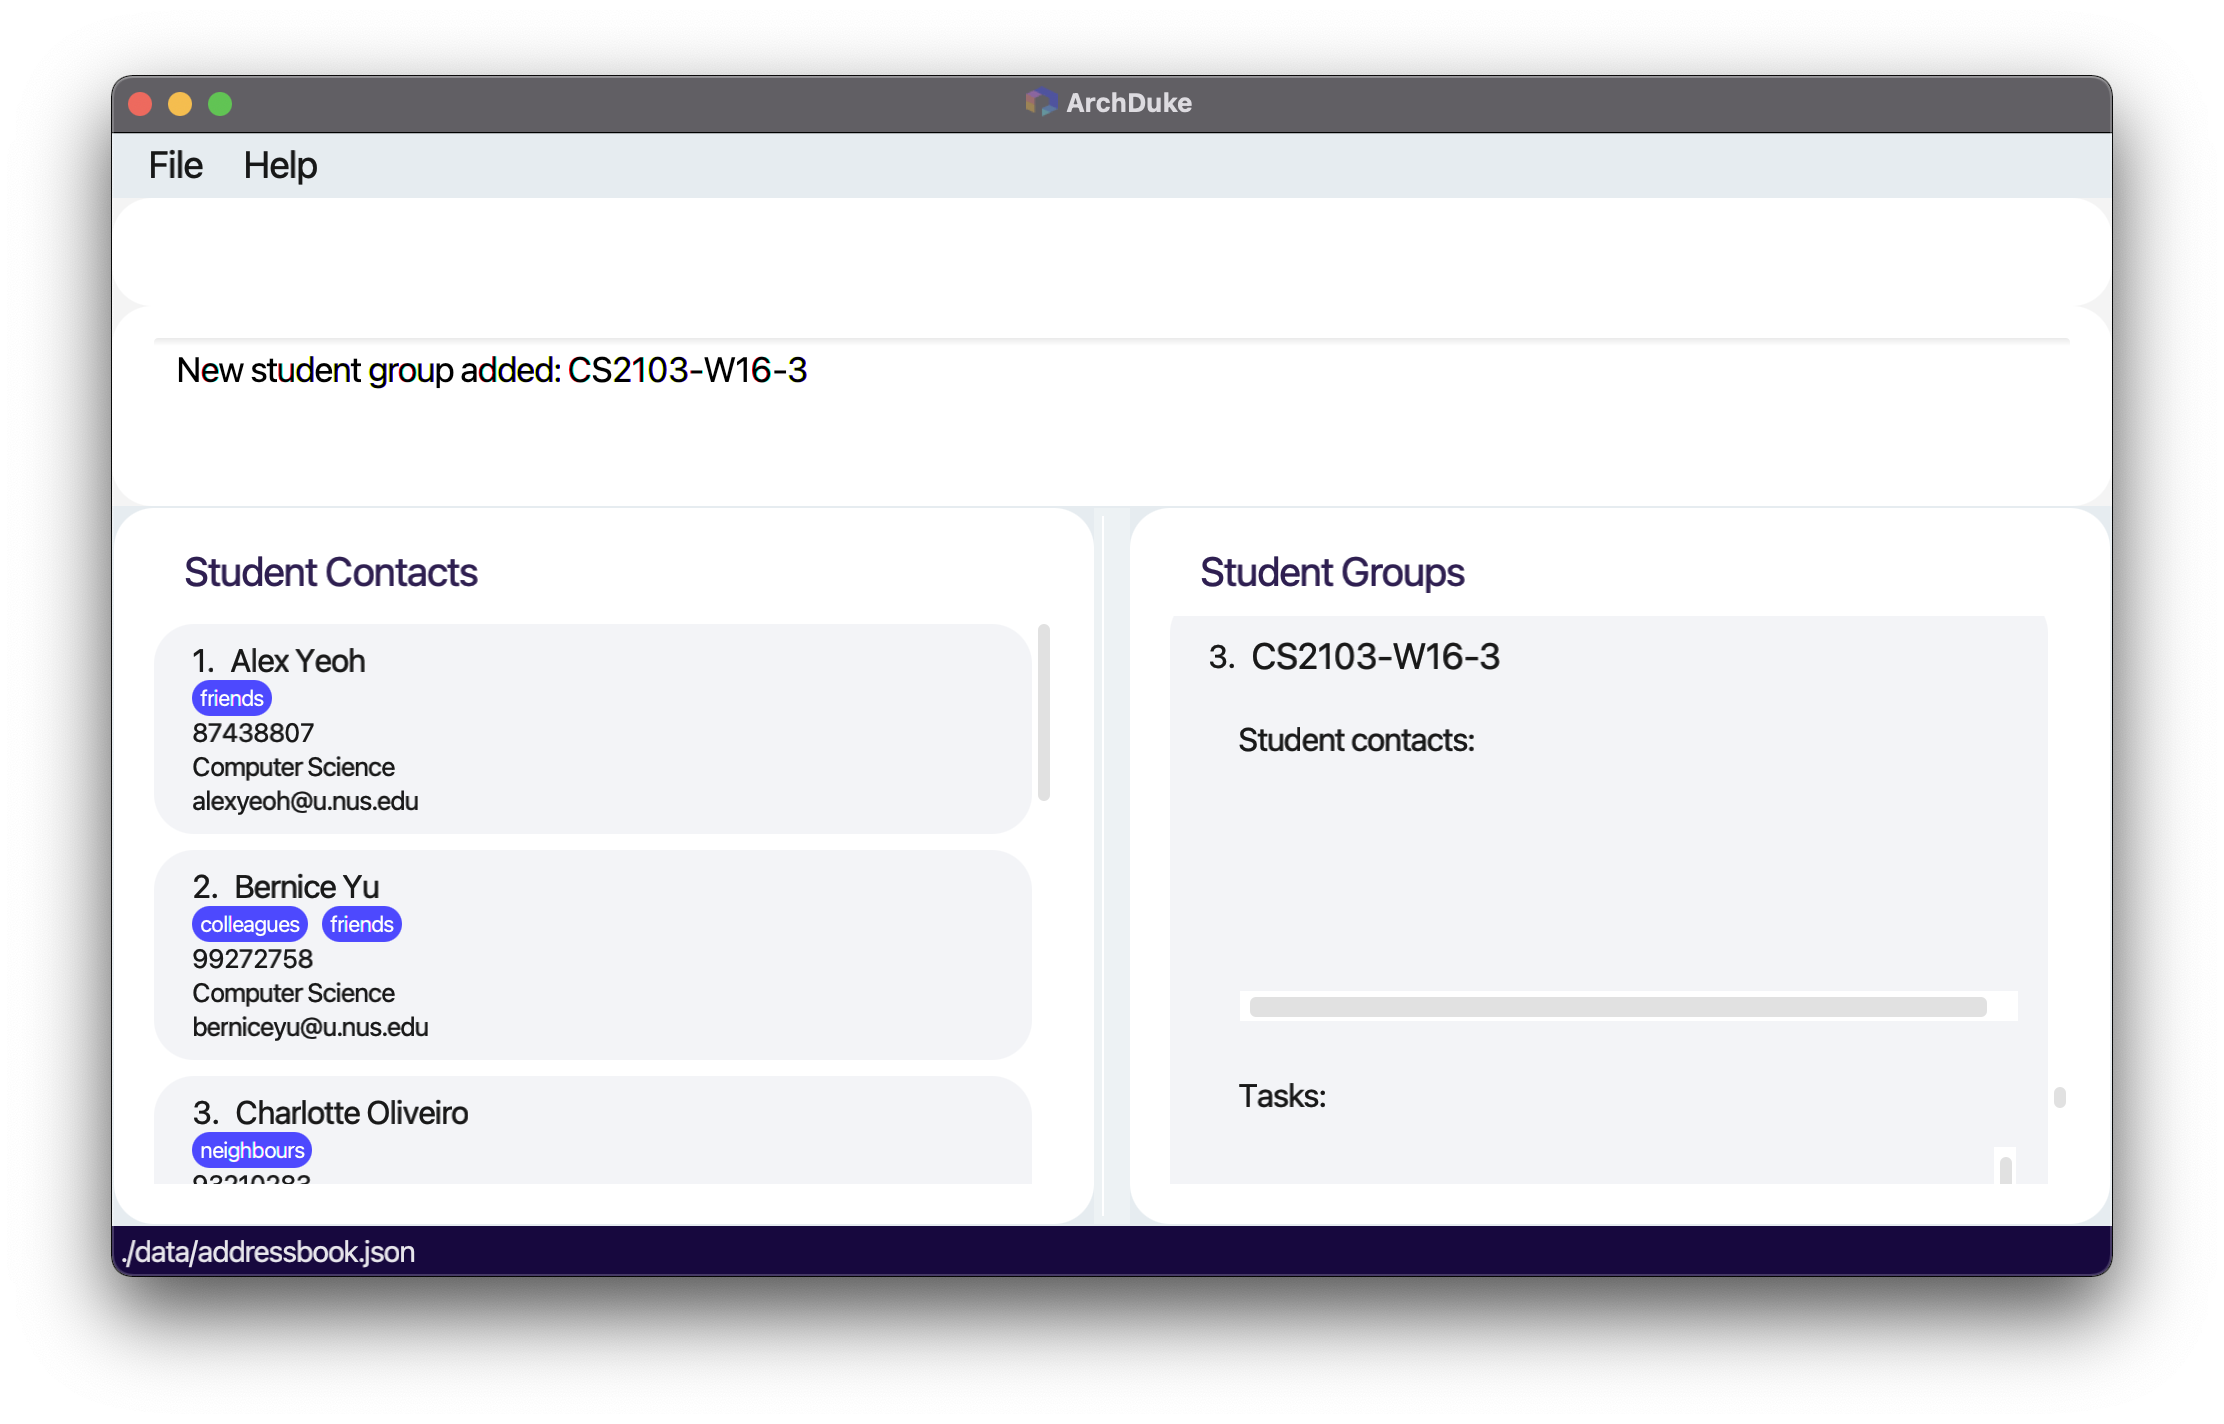 ArchDuke
File Help
New student group added: CS2103-W16-3
Student Contacts
1. Alex Yeoh
friends
87438807
Computer Science
alexyeoh@u.nus.edu
2. Bernice Yu
colleagues friends
99272758
Computer Science
berniceyu@u.nus.edu
3. Charlotte Oliveiro
neighbours
93210283
Student Groups
3. CS2103-W16-3
Student contacts:
Tasks:
./data/addressbook.json